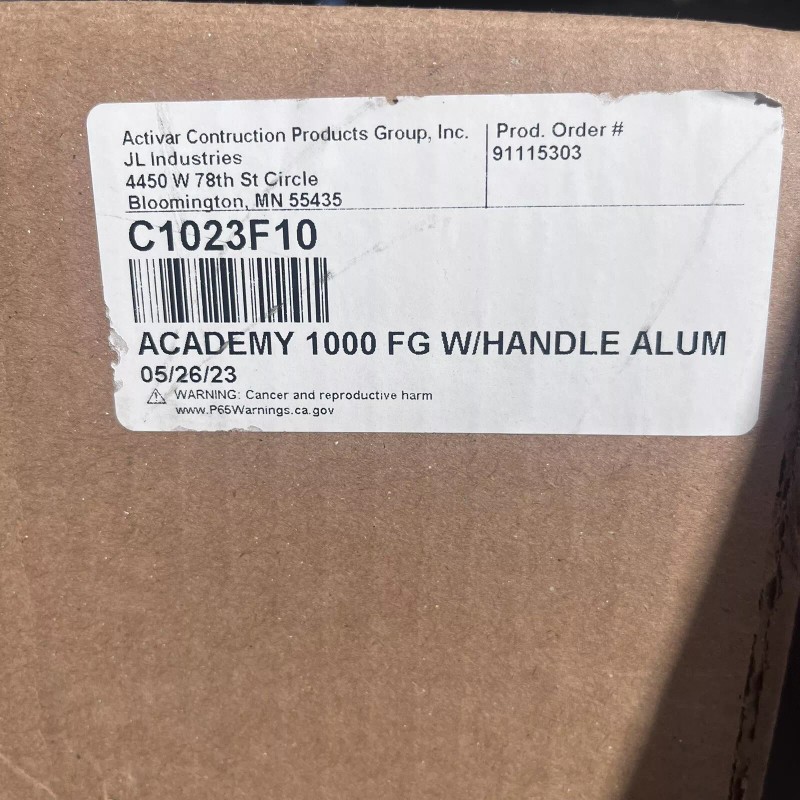 Activar Contruction Products Group, Inc.
JL Industries
4450 W 78th St Circle
Bloomington, MN 55435
Prod. Order #
91115303
C1023F10
ACADEMY 1000 FG W/HANDLE ALUM
05/26/23
WARNING: Cancer and reproductive harm
www.P65Warnings.ca.gov